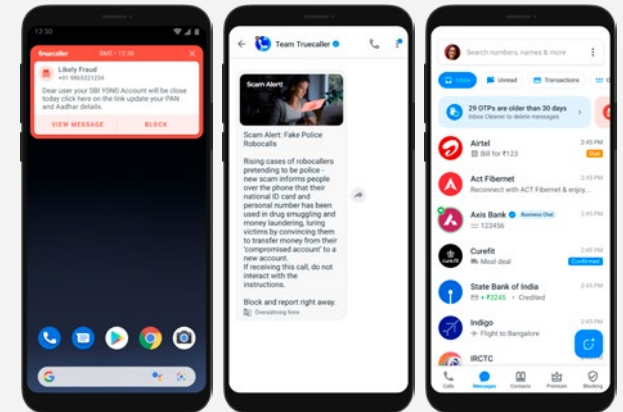 12:30
truecaller
SMS • 12:30
Likely Fraud
+91 9865321234
Dear user your SBI YONO Account will be close
today click here on the link update your PAN
and Aadhar details.
VIEW MESSAGE
BLOCK
G
Team Truecaller
Scam Alert!
Scam Alert: Fake Police
Robocalls
Rising cases of robocallers
pretending to be police -
new scam informs people
over the phone that their
national ID card and
personal number has been
used in drug smuggling and
money laundering, luring
victims by convincing them
to transfer money from their
'compromised account' to a
new account.
If receiving this call, do not
interact with the
instructions.
Block and report right away.
Översättning finns
Search numbers, names & more
Inbox
Unread
Transactions
29 OTPs are older than 30 days
Inbox Cleaner to delete messages
Airtel
2:45 PM
Bill for ₹123
Due
Act Fibernet
2:45 PM
Reconnect with ACT Fibernet & enjoy...
Axis Bank
Business Chat
2:45 PM
123456
Curefit
2:45 PM
Meal deal
Confirmed
State Bank of India
2:45 PM
+ ₹3245 • Credited
Indigo
2:45 PM
Flight to Bangalore
IRCTC
Calls
Messages
Contacts
Premium
Blocking